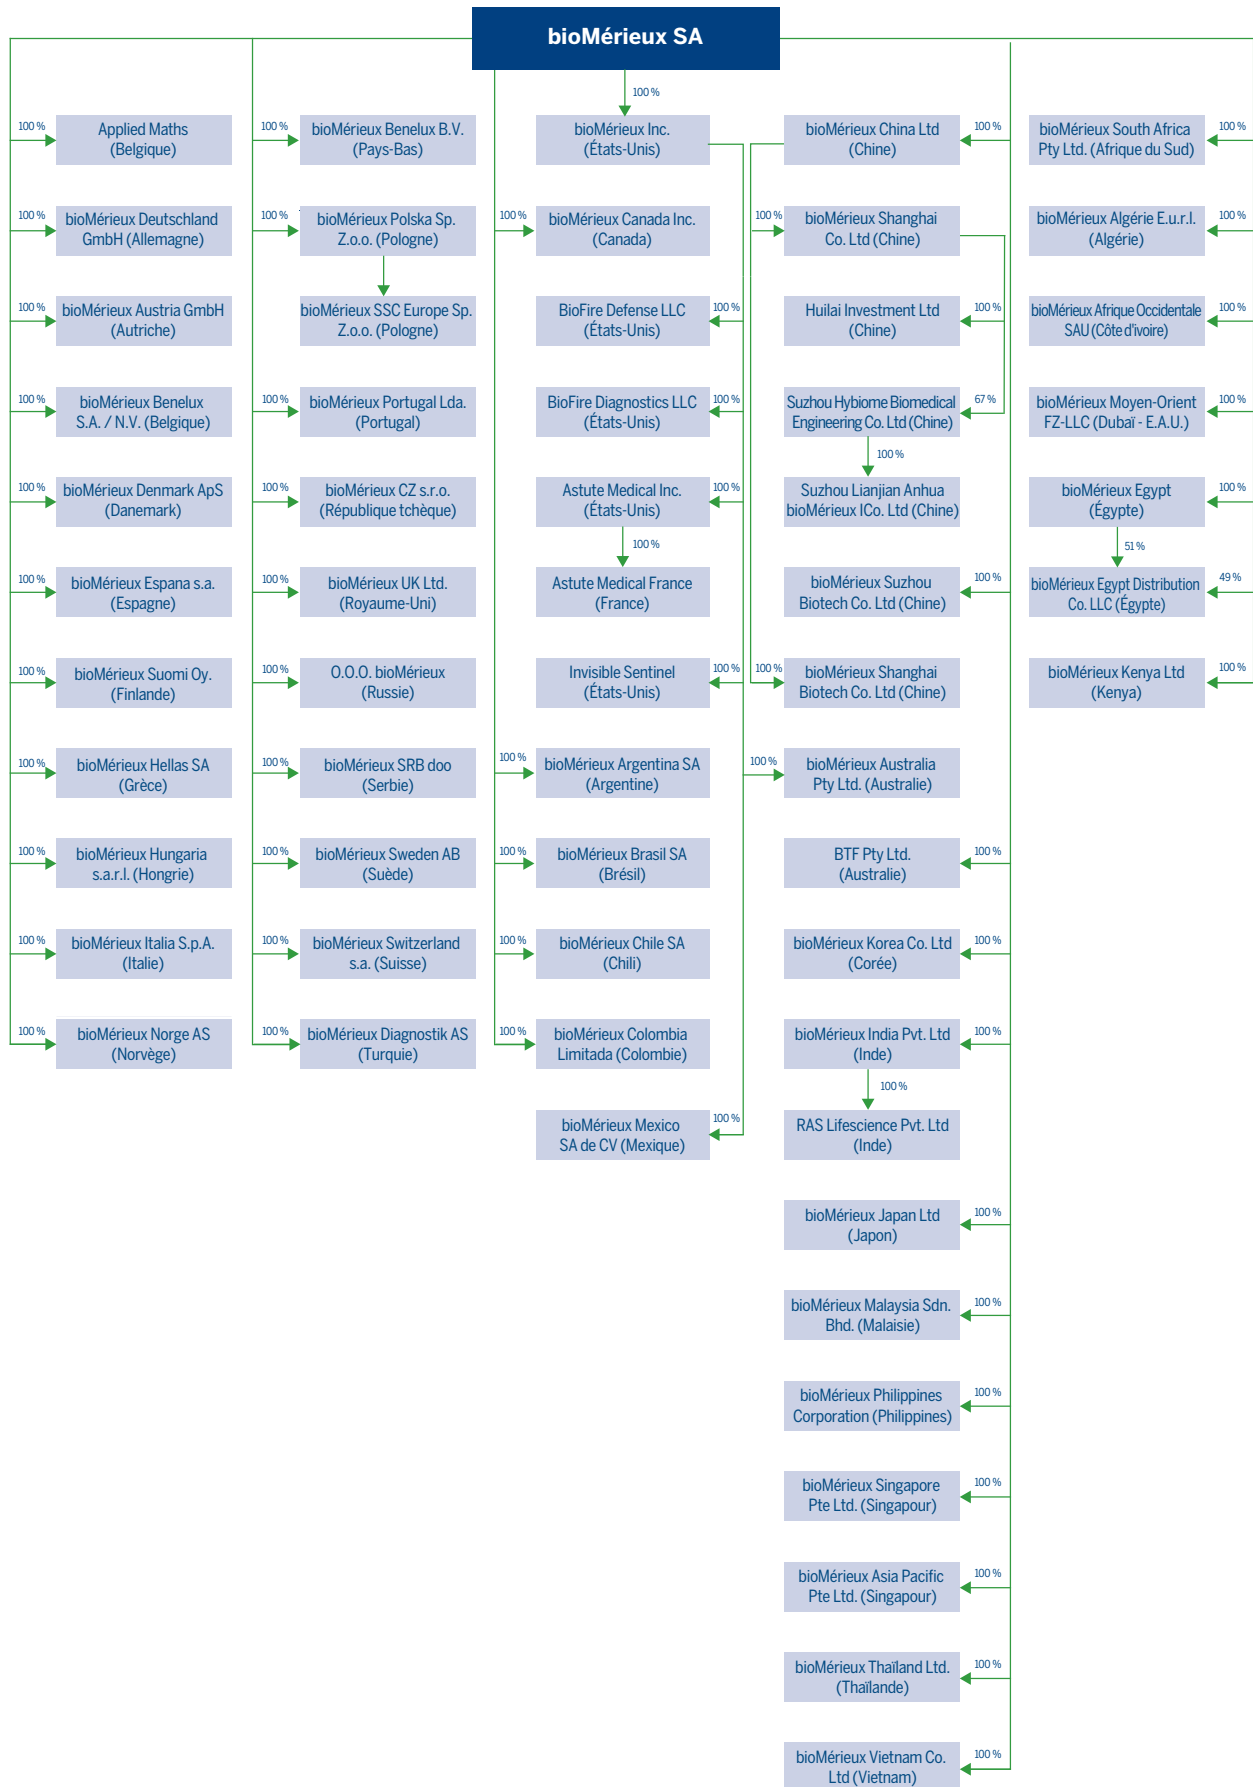 bioMérieux SA
100 %
100 %
Applied Maths
(Belgique)
100 %
bioMérieux Deutschland
GmbH (Allemagne)
100 %
bioMérieux Austria GmbH
(Autriche)
100 %
bioMérieux Benelux
S.A. / N.V. (Belgique)
100 %
bioMérieux Denmark ApS
(Danemark)
100 %
bioMérieux Espana s.a.
(Espagne)
100 %
bioMérieux Suomi Oy.
(Finlande)
100 %
bioMérieux Hellas SA
(Grèce)
100 %
bioMérieux Hungaria
s.a.r.l. (Hongrie)
100 %
bioMérieux Italia S.p.A.
(Italie)
100 %
bioMérieux Norge AS
(Norvège)
100 %
bioMérieux Benelux B.V.
(Pays-Bas)
100 %
bioMérieux Polska Sp.
Z.o.o. (Pologne)
bioMérieux SSC Europe Sp.
Z.o.o. (Pologne)
100 %
bioMérieux Portugal Lda.
(Portugal)
100 %
bioMérieux CZ s.r.o.
(République tchèque)
100 %
bioMérieux UK Ltd.
(Royaume-Uni)
100 %
O.O.O. bioMérieux
(Russie)
100 %
bioMérieux SRB doo
(Serbie)
100 %
bioMérieux Sweden AB
(Suède)
100 %
bioMérieux Switzerland
s.a. (Suisse)
100 %
bioMérieux Diagnostik AS
(Turquie)
bioMérieux Inc.
(États-Unis)
100 %
bioMérieux Canada Inc.
(Canada)
BioFire Defense LLC
(États-Unis)
100 %
BioFire Diagnostics LLC
(États-Unis)
100 %
Astute Medical Inc.
(États-Unis)
100 %
100 %
Astute Medical France
(France)
Invisible Sentinel
(États-Unis)
100 %
100 %
bioMérieux Argentina SA
(Argentine)
100 %
bioMérieux Brasil SA
(Brésil)
100 %
bioMérieux Chile SA
(Chili)
100 %
bioMérieux Colombia
Limitada (Colombie)
bioMérieux Mexico
SA de CV (Mexique)
100 %
bioMérieux China Ltd
(Chine)
100 %
100 %
bioMérieux Shanghai
Co. Ltd (Chine)
Huilai Investment Ltd
(Chine)
100 %
Suzhou Hybiome Biomedical
Engineering Co. Ltd (Chine)
67 %
100 %
Suzhou Lianjian Anhua
bioMérieux ICo. Ltd (Chine)
bioMérieux Suzhou
Biotech Co. Ltd (Chine)
100 %
100 %
bioMérieux Shanghai
Biotech Co. Ltd (Chine)
100 %
bioMérieux Australia
Pty Ltd. (Australie)
BTF Pty Ltd.
(Australie)
100 %
bioMérieux Korea Co. Ltd
(Corée)
100 %
bioMérieux India Pvt. Ltd
(Inde)
100 %
100 %
RAS Lifescience Pvt. Ltd
(Inde)
bioMérieux Japan Ltd
(Japon)
100 %
bioMérieux Malaysia Sdn.
Bhd. (Malaisie)
100 %
bioMérieux Philippines
Corporation (Philippines)
100 %
bioMérieux Singapore
Pte Ltd. (Singapour)
100 %
bioMérieux Asia Pacific
Pte Ltd. (Singapour)
100 %
bioMérieux Thaïland Ltd.
(Thaïlande)
100 %
bioMérieux Vietnam Co.
Ltd (Vietnam)
100 %
bioMérieux South Africa
Pty Ltd. (Afrique du Sud)
100 %
bioMérieux Algérie E.u.r.l.
(Algérie)
100 %
bioMérieux Afrique Occidentale
SAU (Côte d'ivoire)
100 %
bioMérieux Moyen-Orient
FZ-LLC (Dubaï - E.A.U.)
100 %
bioMérieux Egypt
(Égypte)
100 %
51 %
bioMérieux Egypt Distribution
Co. LLC (Égypte)
49 %
bioMérieux Kenya Ltd
(Kenya)
100 %